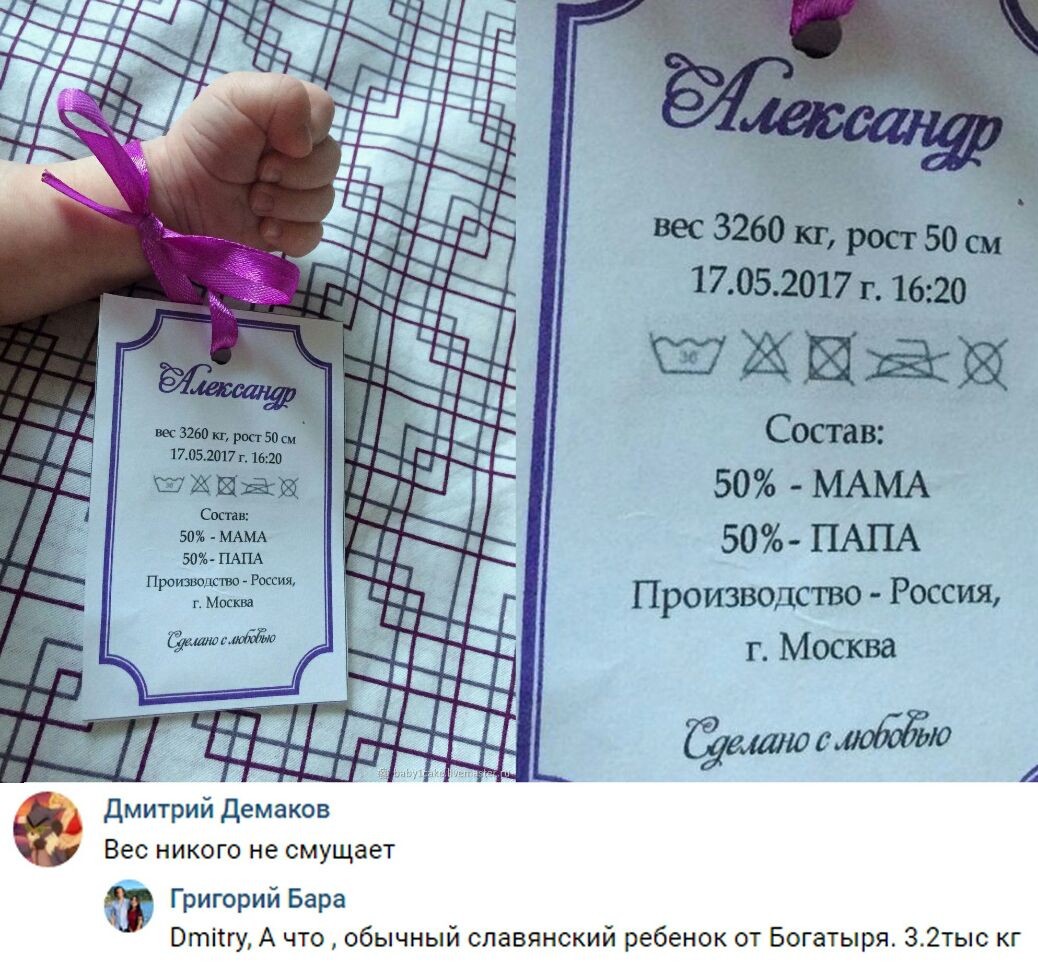 Александр
вес 3260 кг, рост 50 см
17.05.2017 г. 16:20
30
Состав:
50% - МАМА
50%- ПАПА
Производство - Россия,
г. Москва
Сделано с любовью
Александр
вес 3260 кг, рост 50 см
17.05.2017 г. 16:20
30
Состав:
50% - МАМА
50%- ПАПА
Производство - Россия,
г. Москва
Сделано с любовью
Дмитрий Демаков
Вес никого не смущает
Григорий Бара
Dmitry, А что , обычный славянский ребенок от Богатыря. 3.2тыс кг